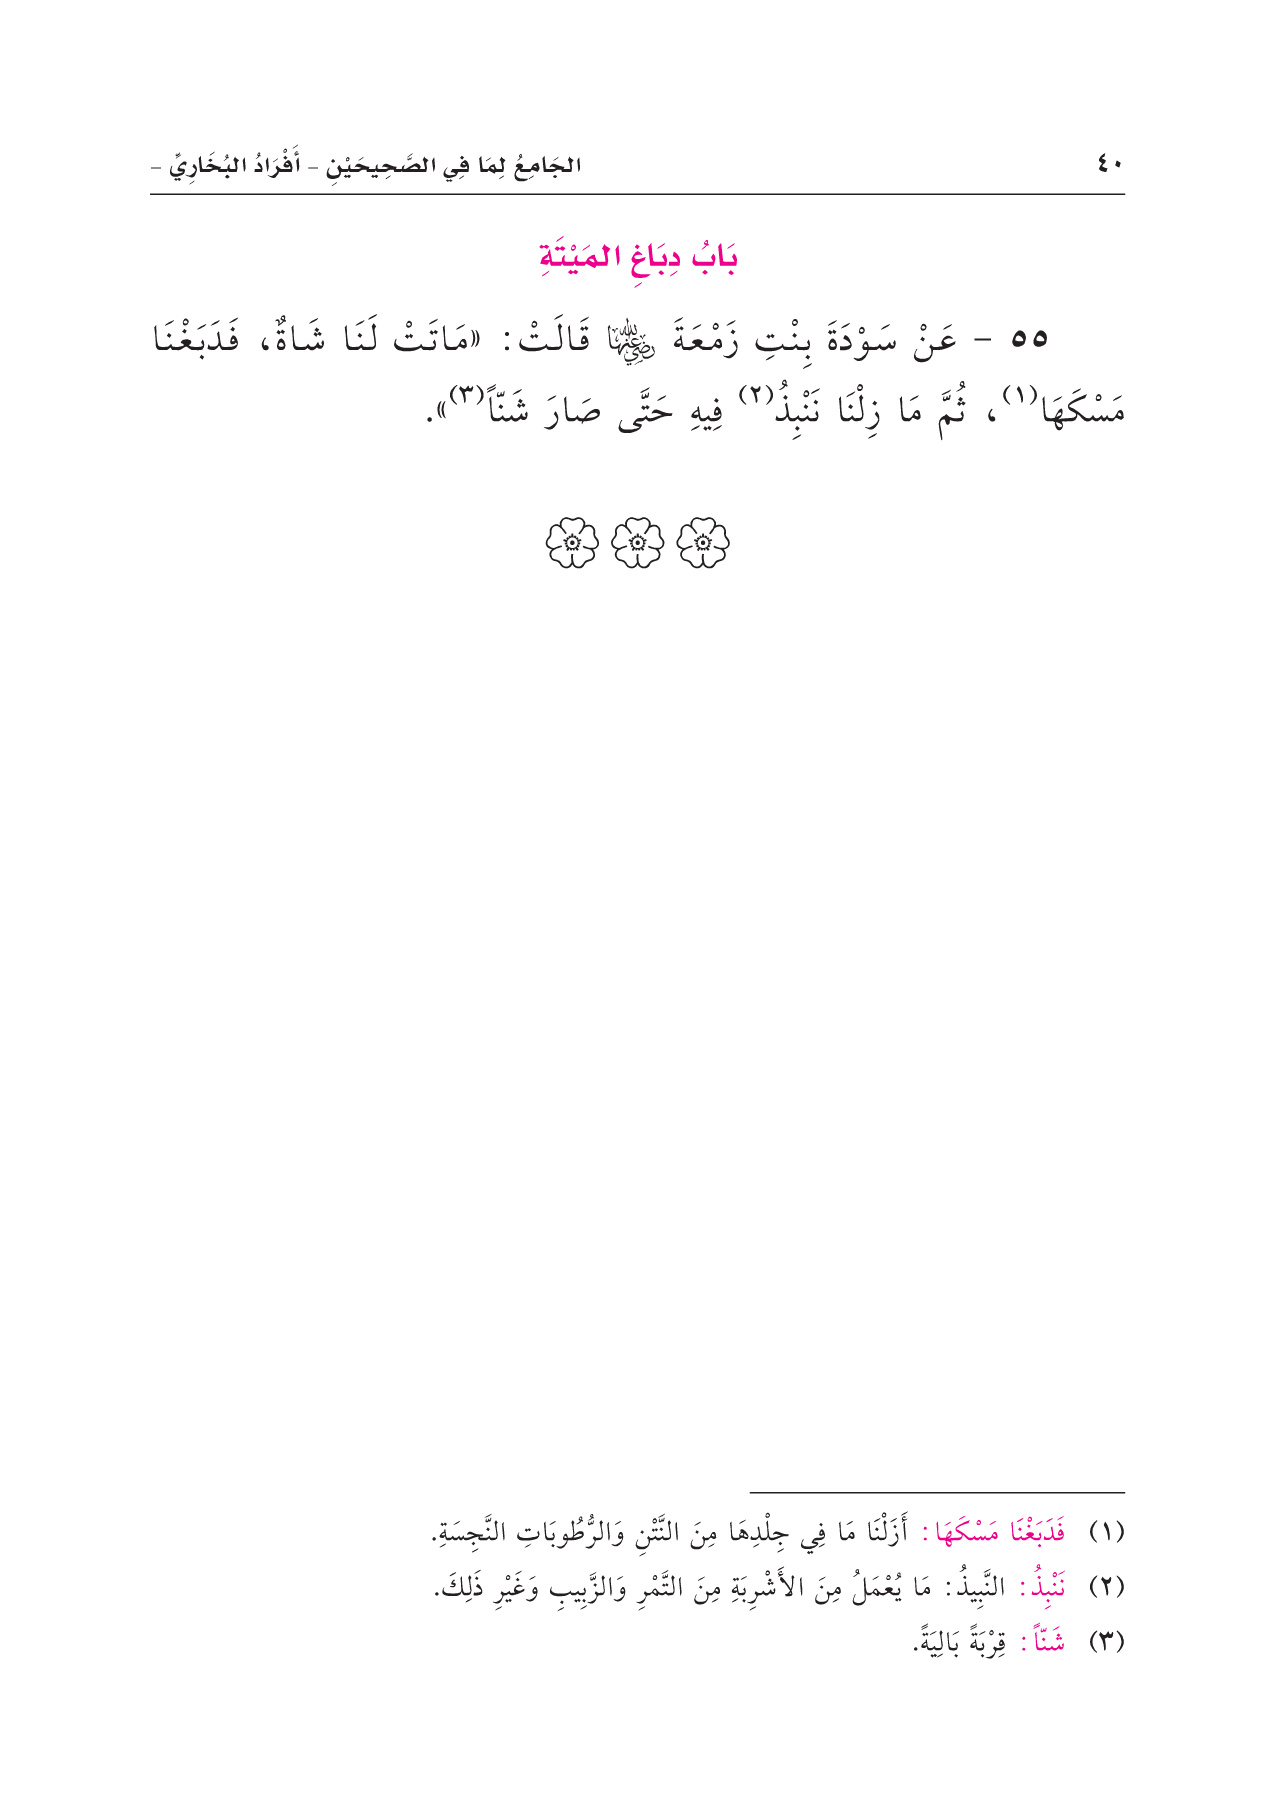 ٤٠
الجَامِعُ لِمَا فِي الصَّحِيحَيْنِ – أَفْرَادُ البُخَارِيِّ –
بَابُ دِبَاغِ المَيْتَةِ
٥٥ – عَنْ سَوْدَةَ بِنْتِ زَمْعَةَ رضي الله عنها قَالَتْ: «مَاتَتْ لَنَا شَاةٌ، فَدَبَغْنَا
مَسْكَهَا(١)، ثُمَّ مَا زِلْنَا نَنْبِذُ(٢) فِيهِ حَتَّى صَارَ شَنّاً(٣)».
(١) فَدَبَغْنَا مَسْكَهَا: أَزَلْنَا مَا فِي جِلْدِهَا مِنَ النَّتْنِ وَالرُّطُوبَاتِ النَّجِسَةِ.
(٢) نَنْبِذُ: النَّبِيذُ: مَا يُعْمَلُ مِنَ الأَشْرِبَةِ مِنَ التَّمْرِ وَالزَّبِيبِ وَغَيْرِ ذَلِكَ.
(٣) شَنّاً: قِرْبَةً بَالِيَةً.